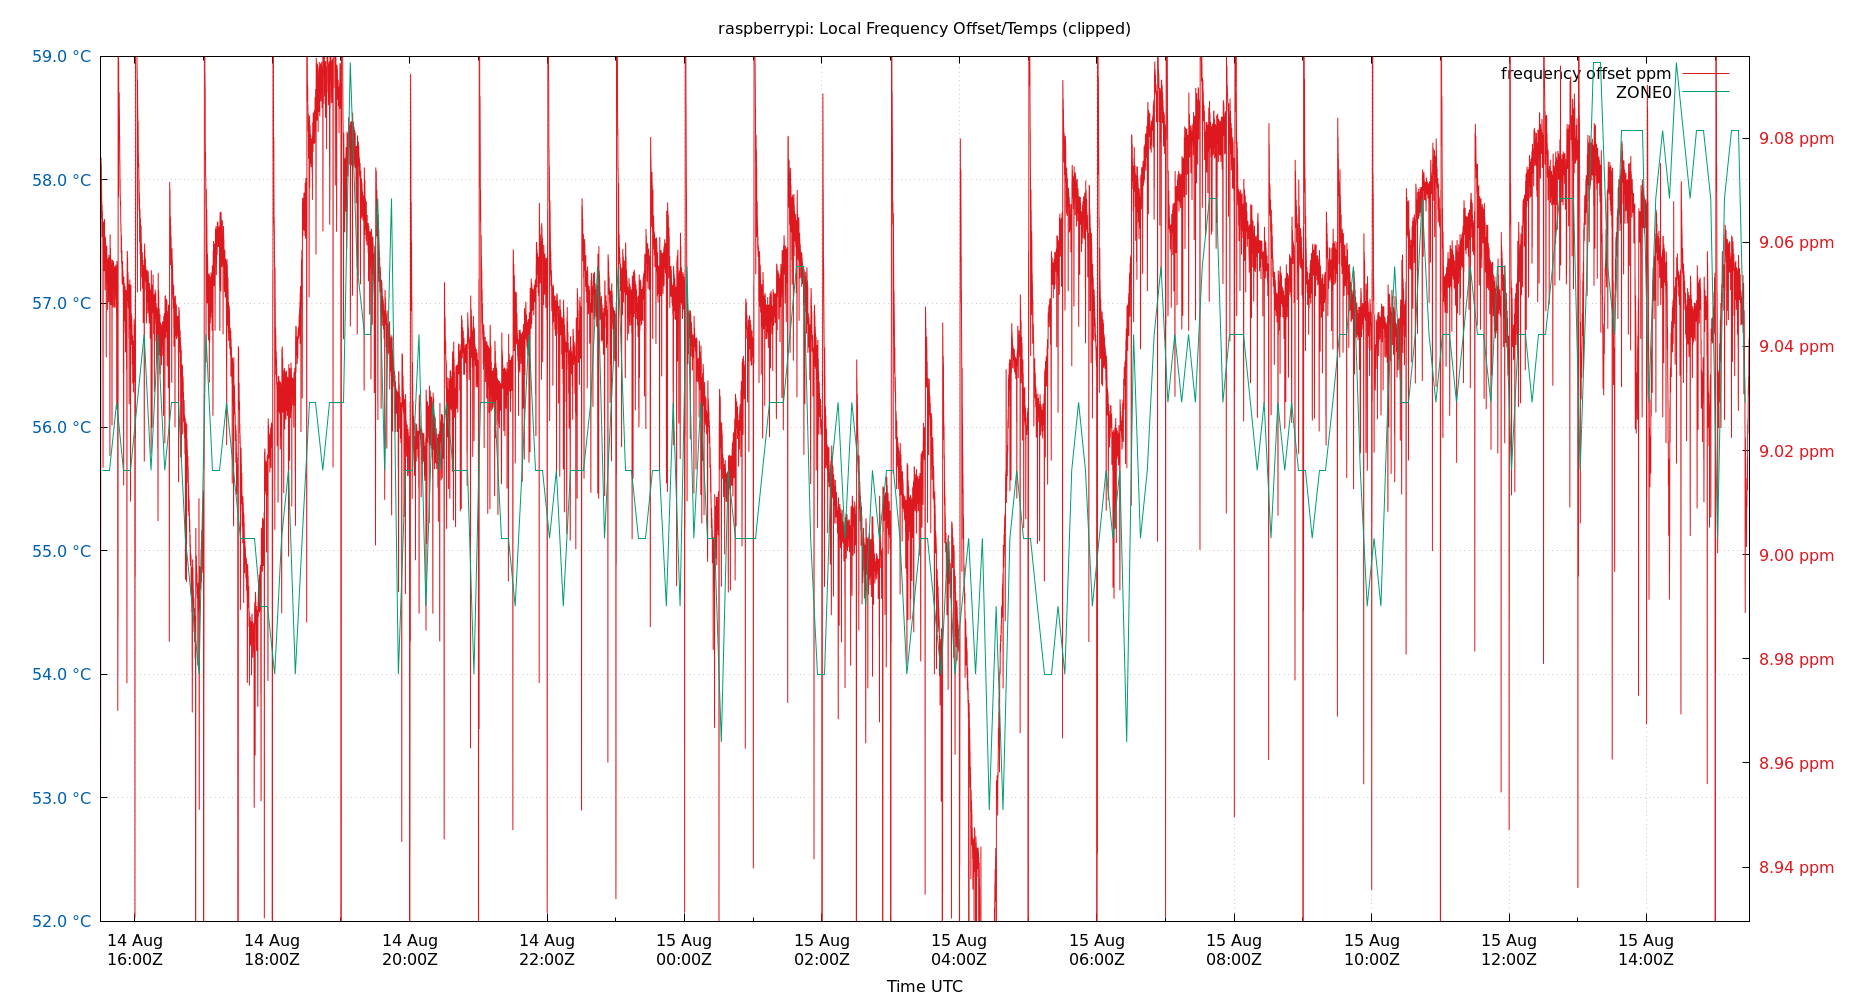 raspberrypi: Local Frequency Offset/Temps (clipped)
59.0 °C
58.0 °C
57.0 °C
56.0 °C
55.0 °C
54.0 °C
53.0 °C
52.0 °C
frequency offset ppm
ZONE0
9.08 ppm
9.06 ppm
9.04 ppm
9.02 ppm
9.00 ppm
8.98 ppm
8.96 ppm
8.94 ppm
14 Aug
16:00Z
14 Aug
18:00Z
14 Aug
20:00Z
14 Aug
22:00Z
15 Aug
00:00Z
15 Aug
02:00Z
15 Aug
04:00Z
15 Aug
06:00Z
15 Aug
08:00Z
15 Aug
10:00Z
15 Aug
12:00Z
15 Aug
14:00Z
Time UTC